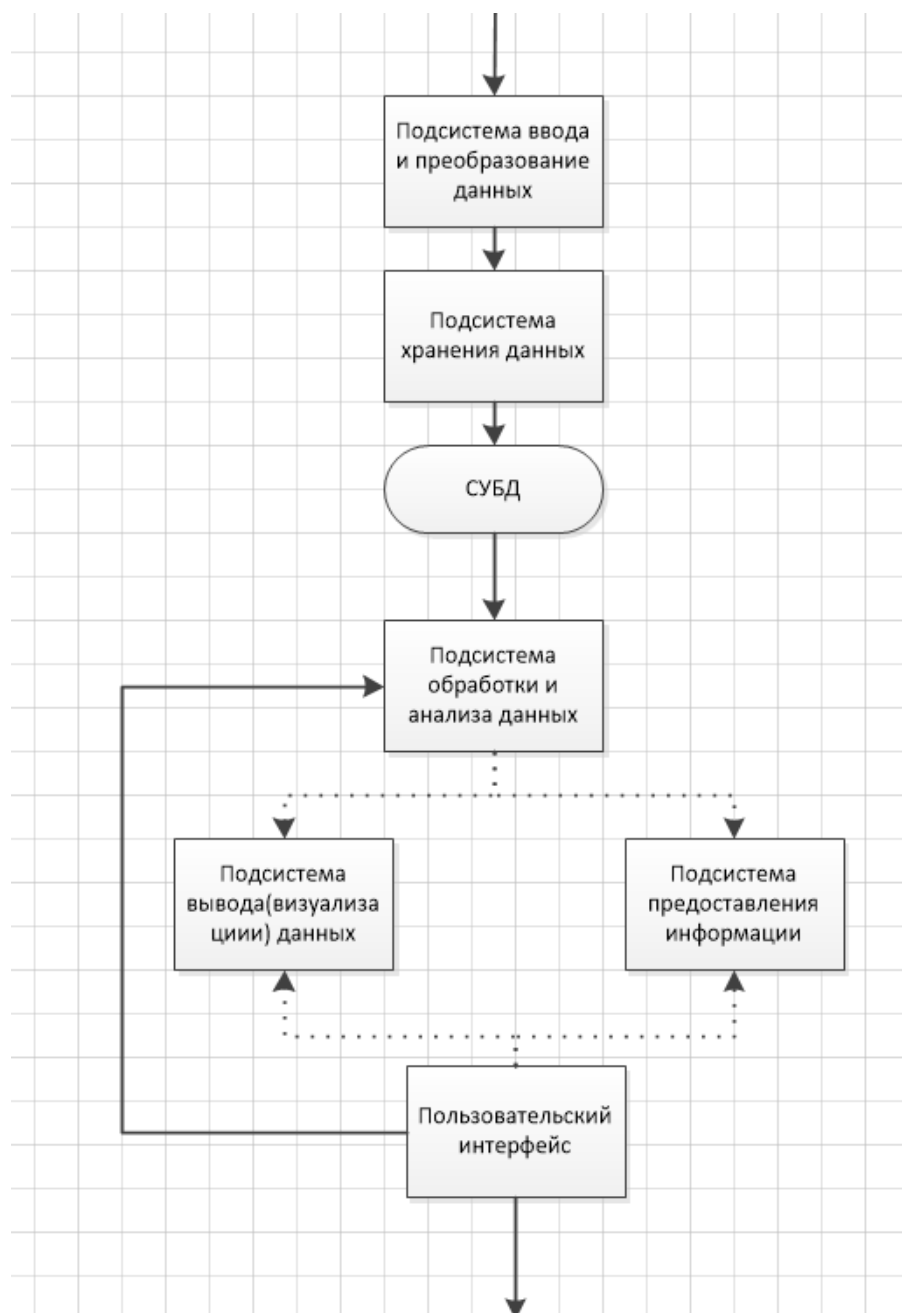 Подсистема ввода
и преобразование
данных
Подсистема
хранения данных
СУБД
Подсистема
обработки и
анализа данных
Подсистема
вывода(визуализа
циии) данных
Подсистема
предоставления
информации
Пользовательский
интерфейс